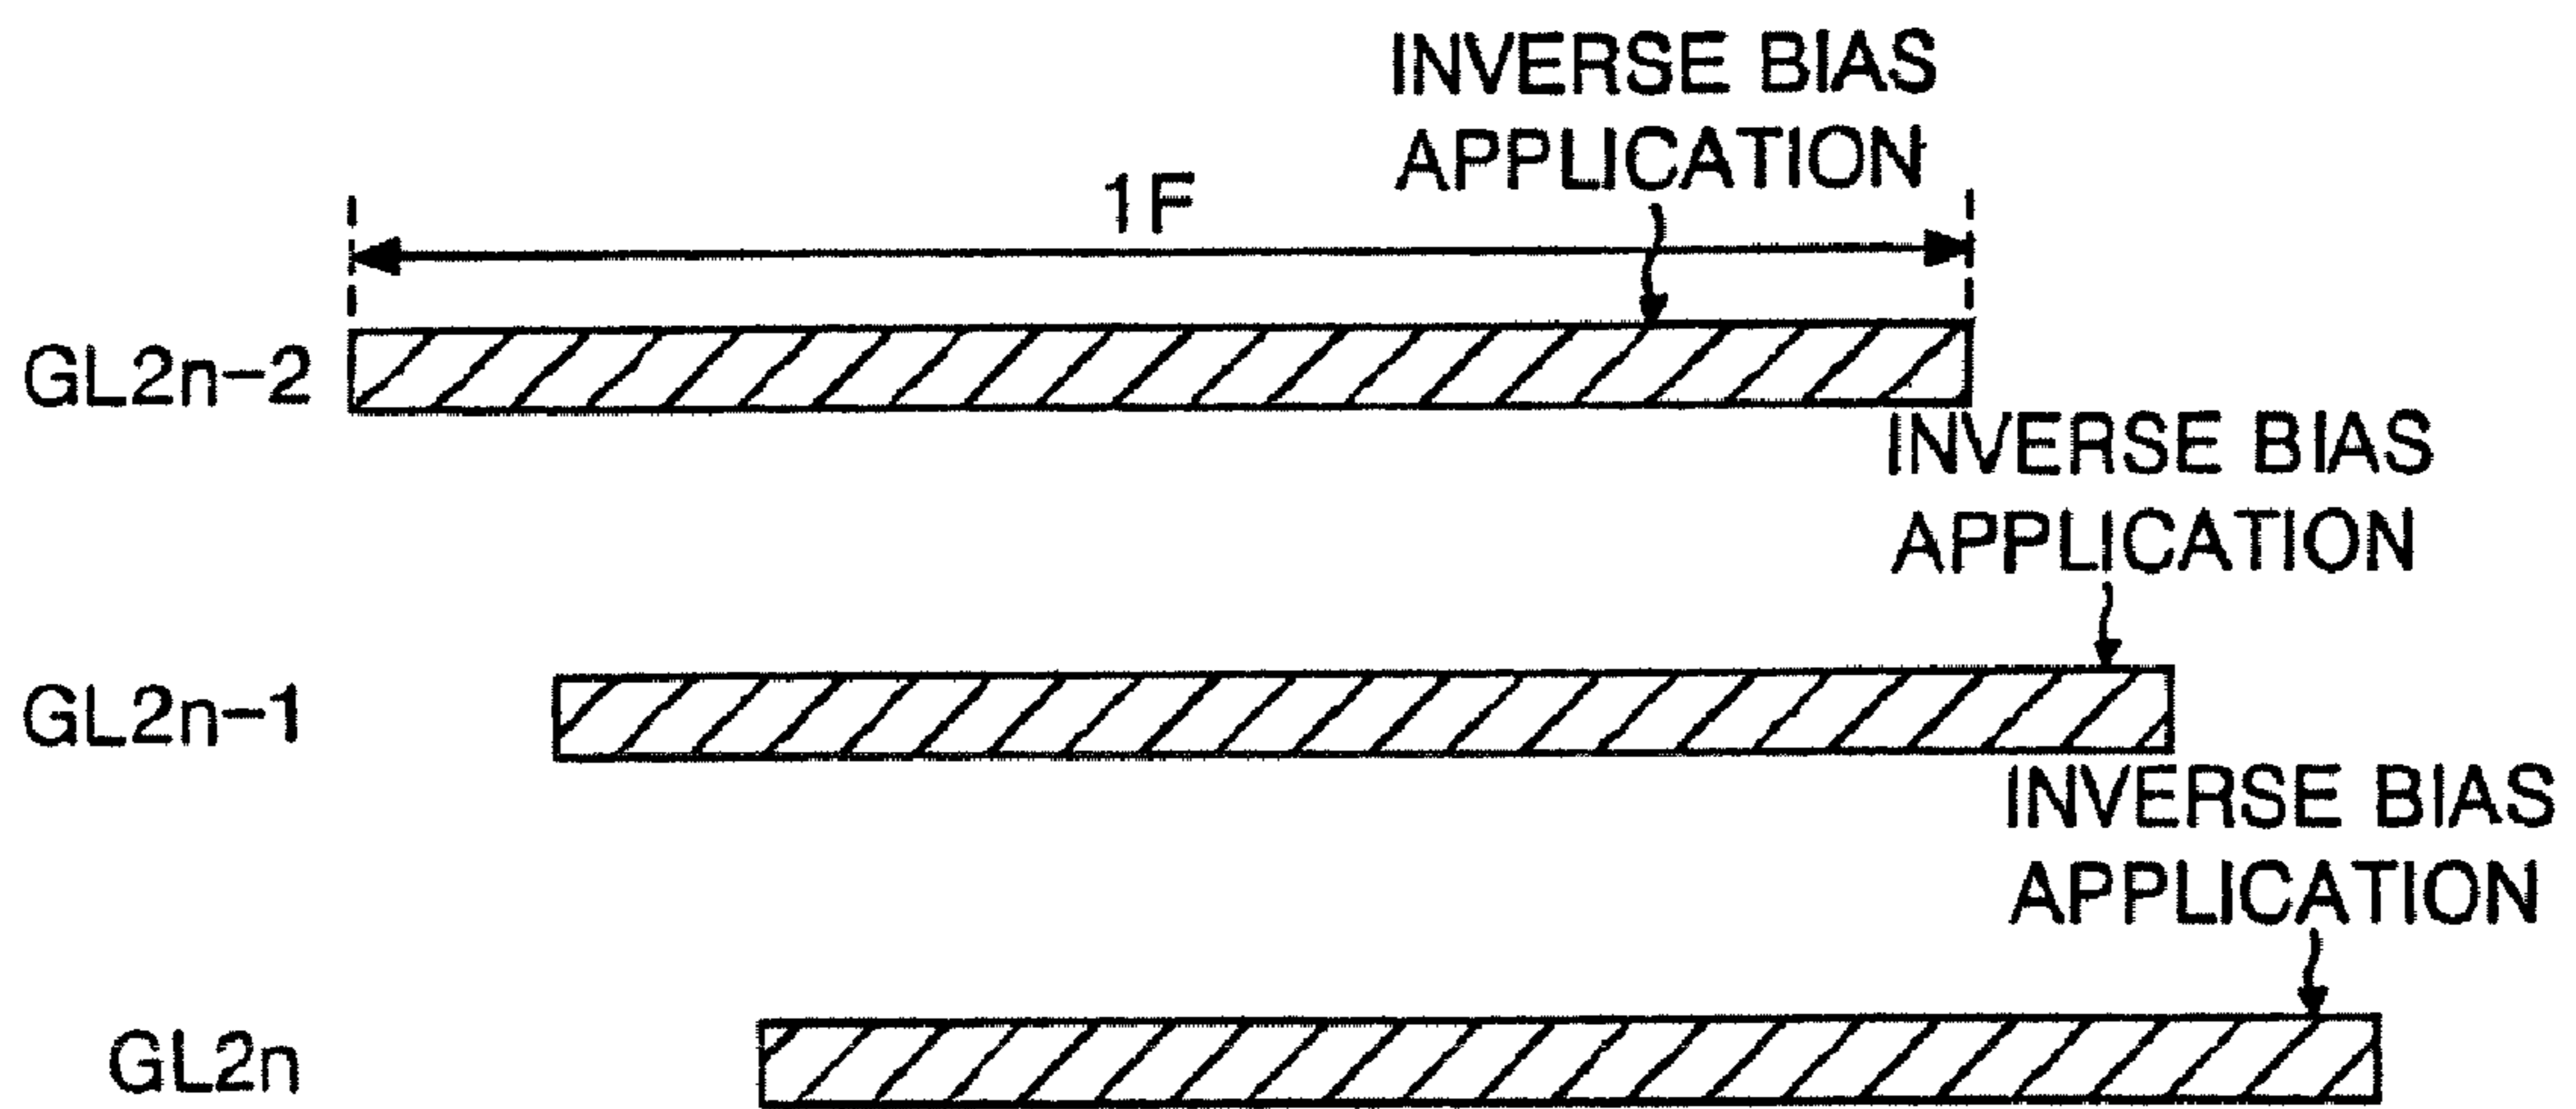 INVERSE BIAS
APPLICATION
1F
GL2n-2
INVERSE BIAS
APPLICATION
GL2n-1
INVERSE BIAS
APPLICATION
GL2n